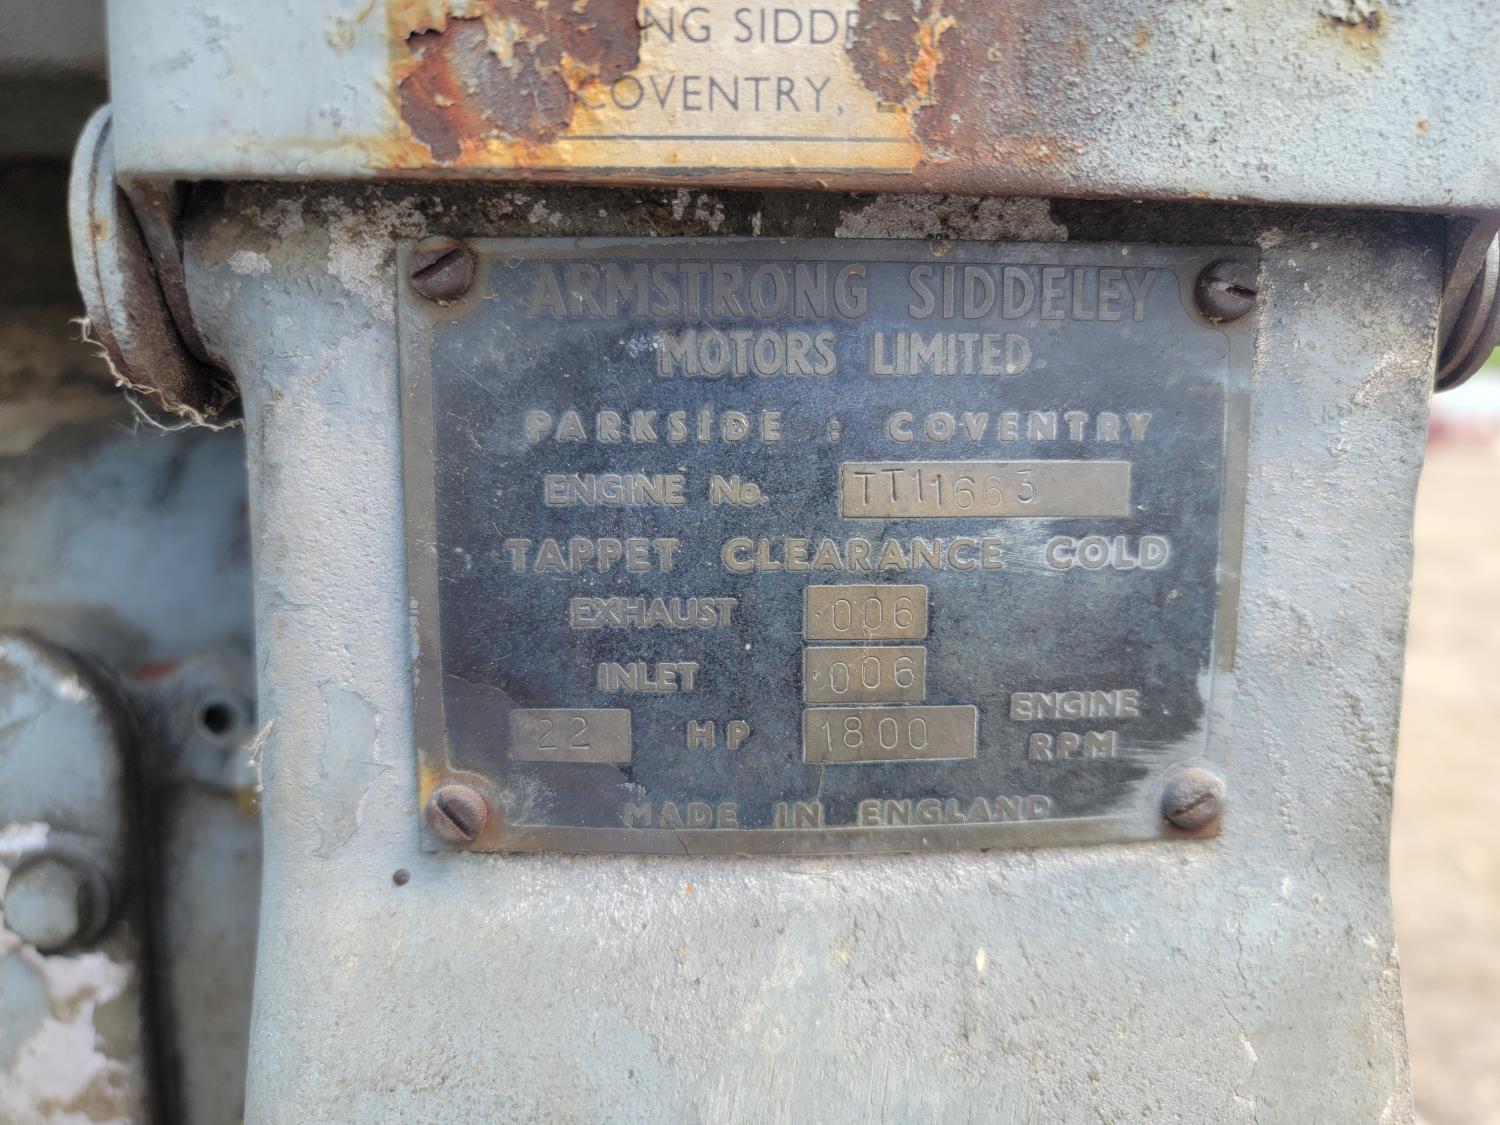 NG SIDD
COVENTRY,
ARMSTRONG SIDDELEY
MOTORS LIMITED
PARKSIDE : COVENTRY
ENGINE No. TT11663
TAPPET CLEARANCE COLD
EXHAUST .006
INLET .006
22 HP 1800 ENGINE RPM
MADE IN ENGLAND